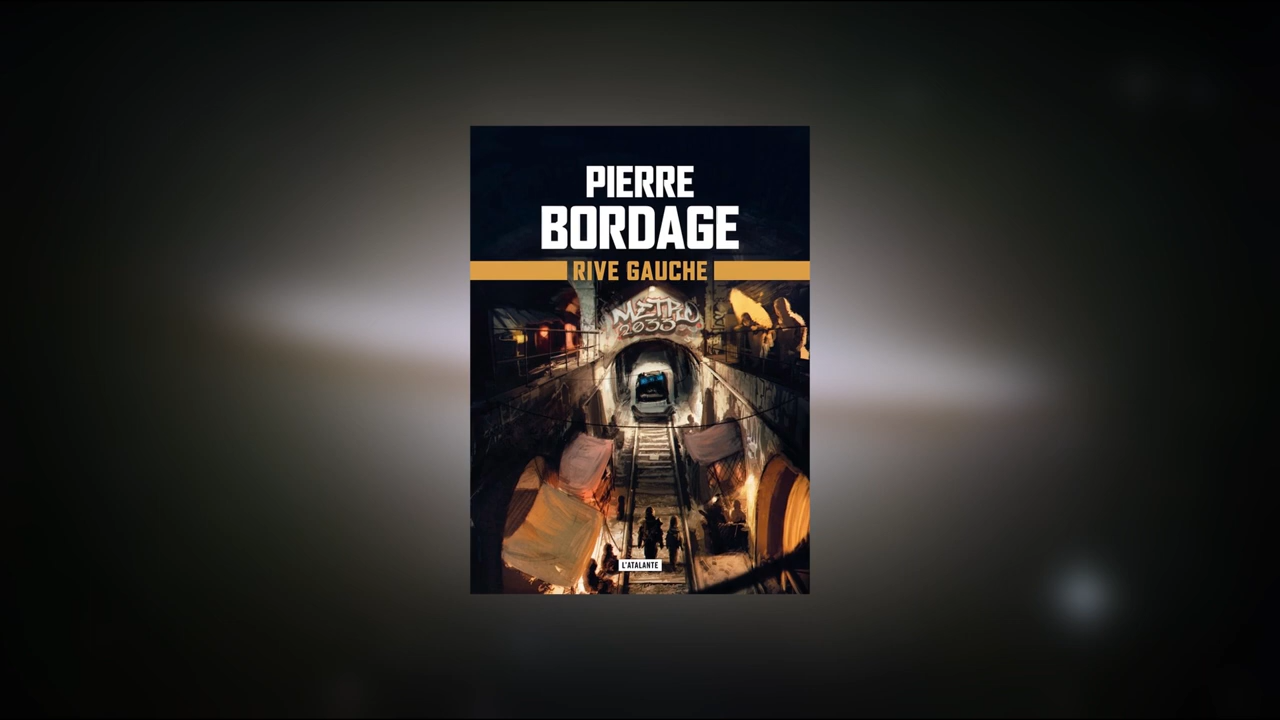 PIERRE
BORDAGE
RIVE GAUCHE
METRO
2033
L'ATALANTE